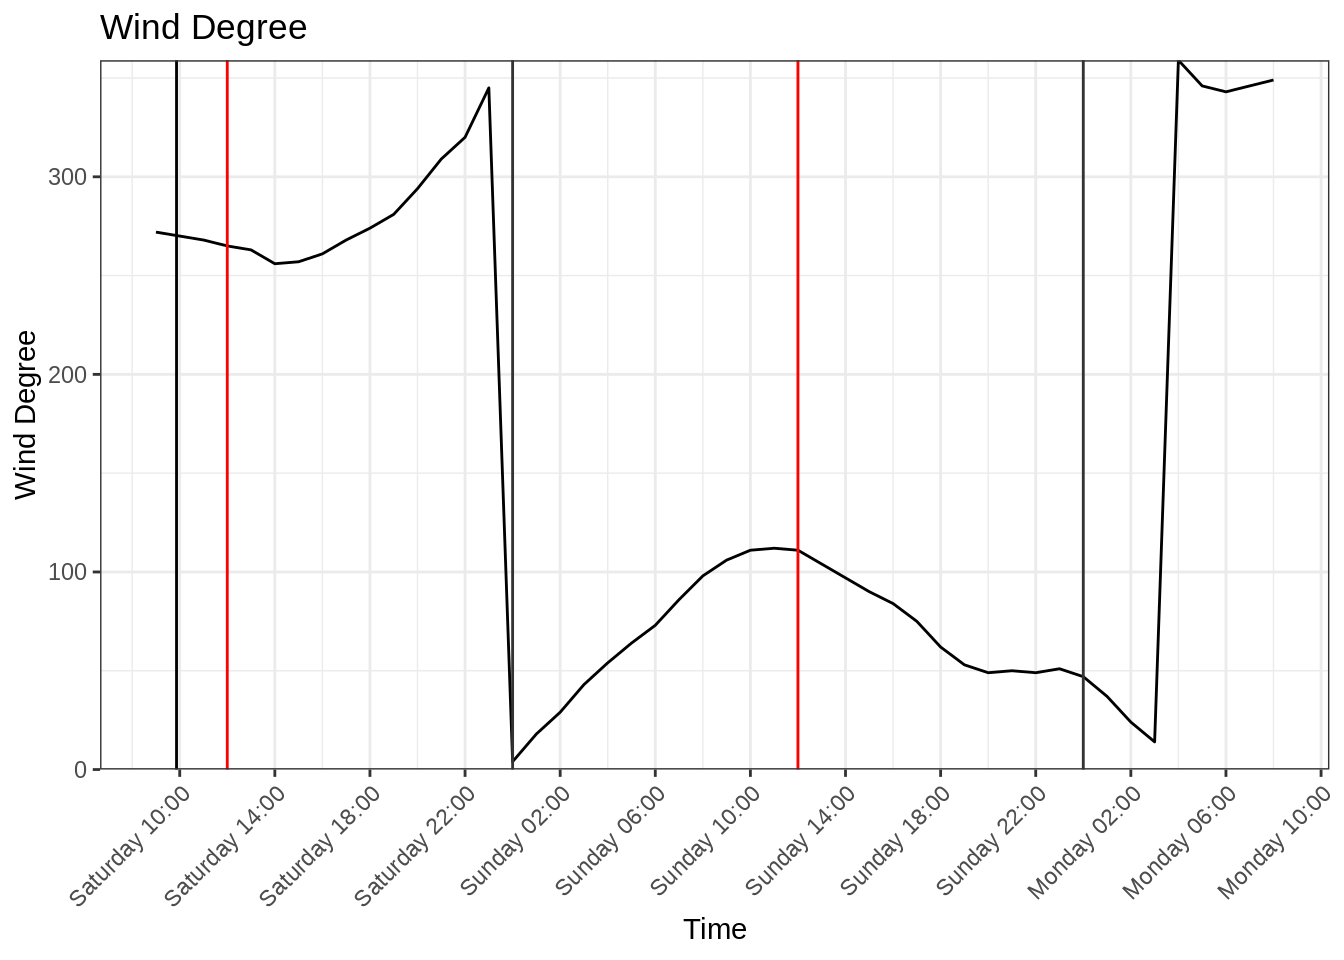 Wind Degree
Wind Degree
300
200
100
0
Saturday 10:00
Saturday 14:00
Saturday 18:00
Saturday 22:00
Sunday 02:00
Sunday 06:00
Sunday 10:00
Sunday 14:00
Sunday 18:00
Sunday 22:00
Monday 02:00
Monday 06:00
Monday 10:00
Time